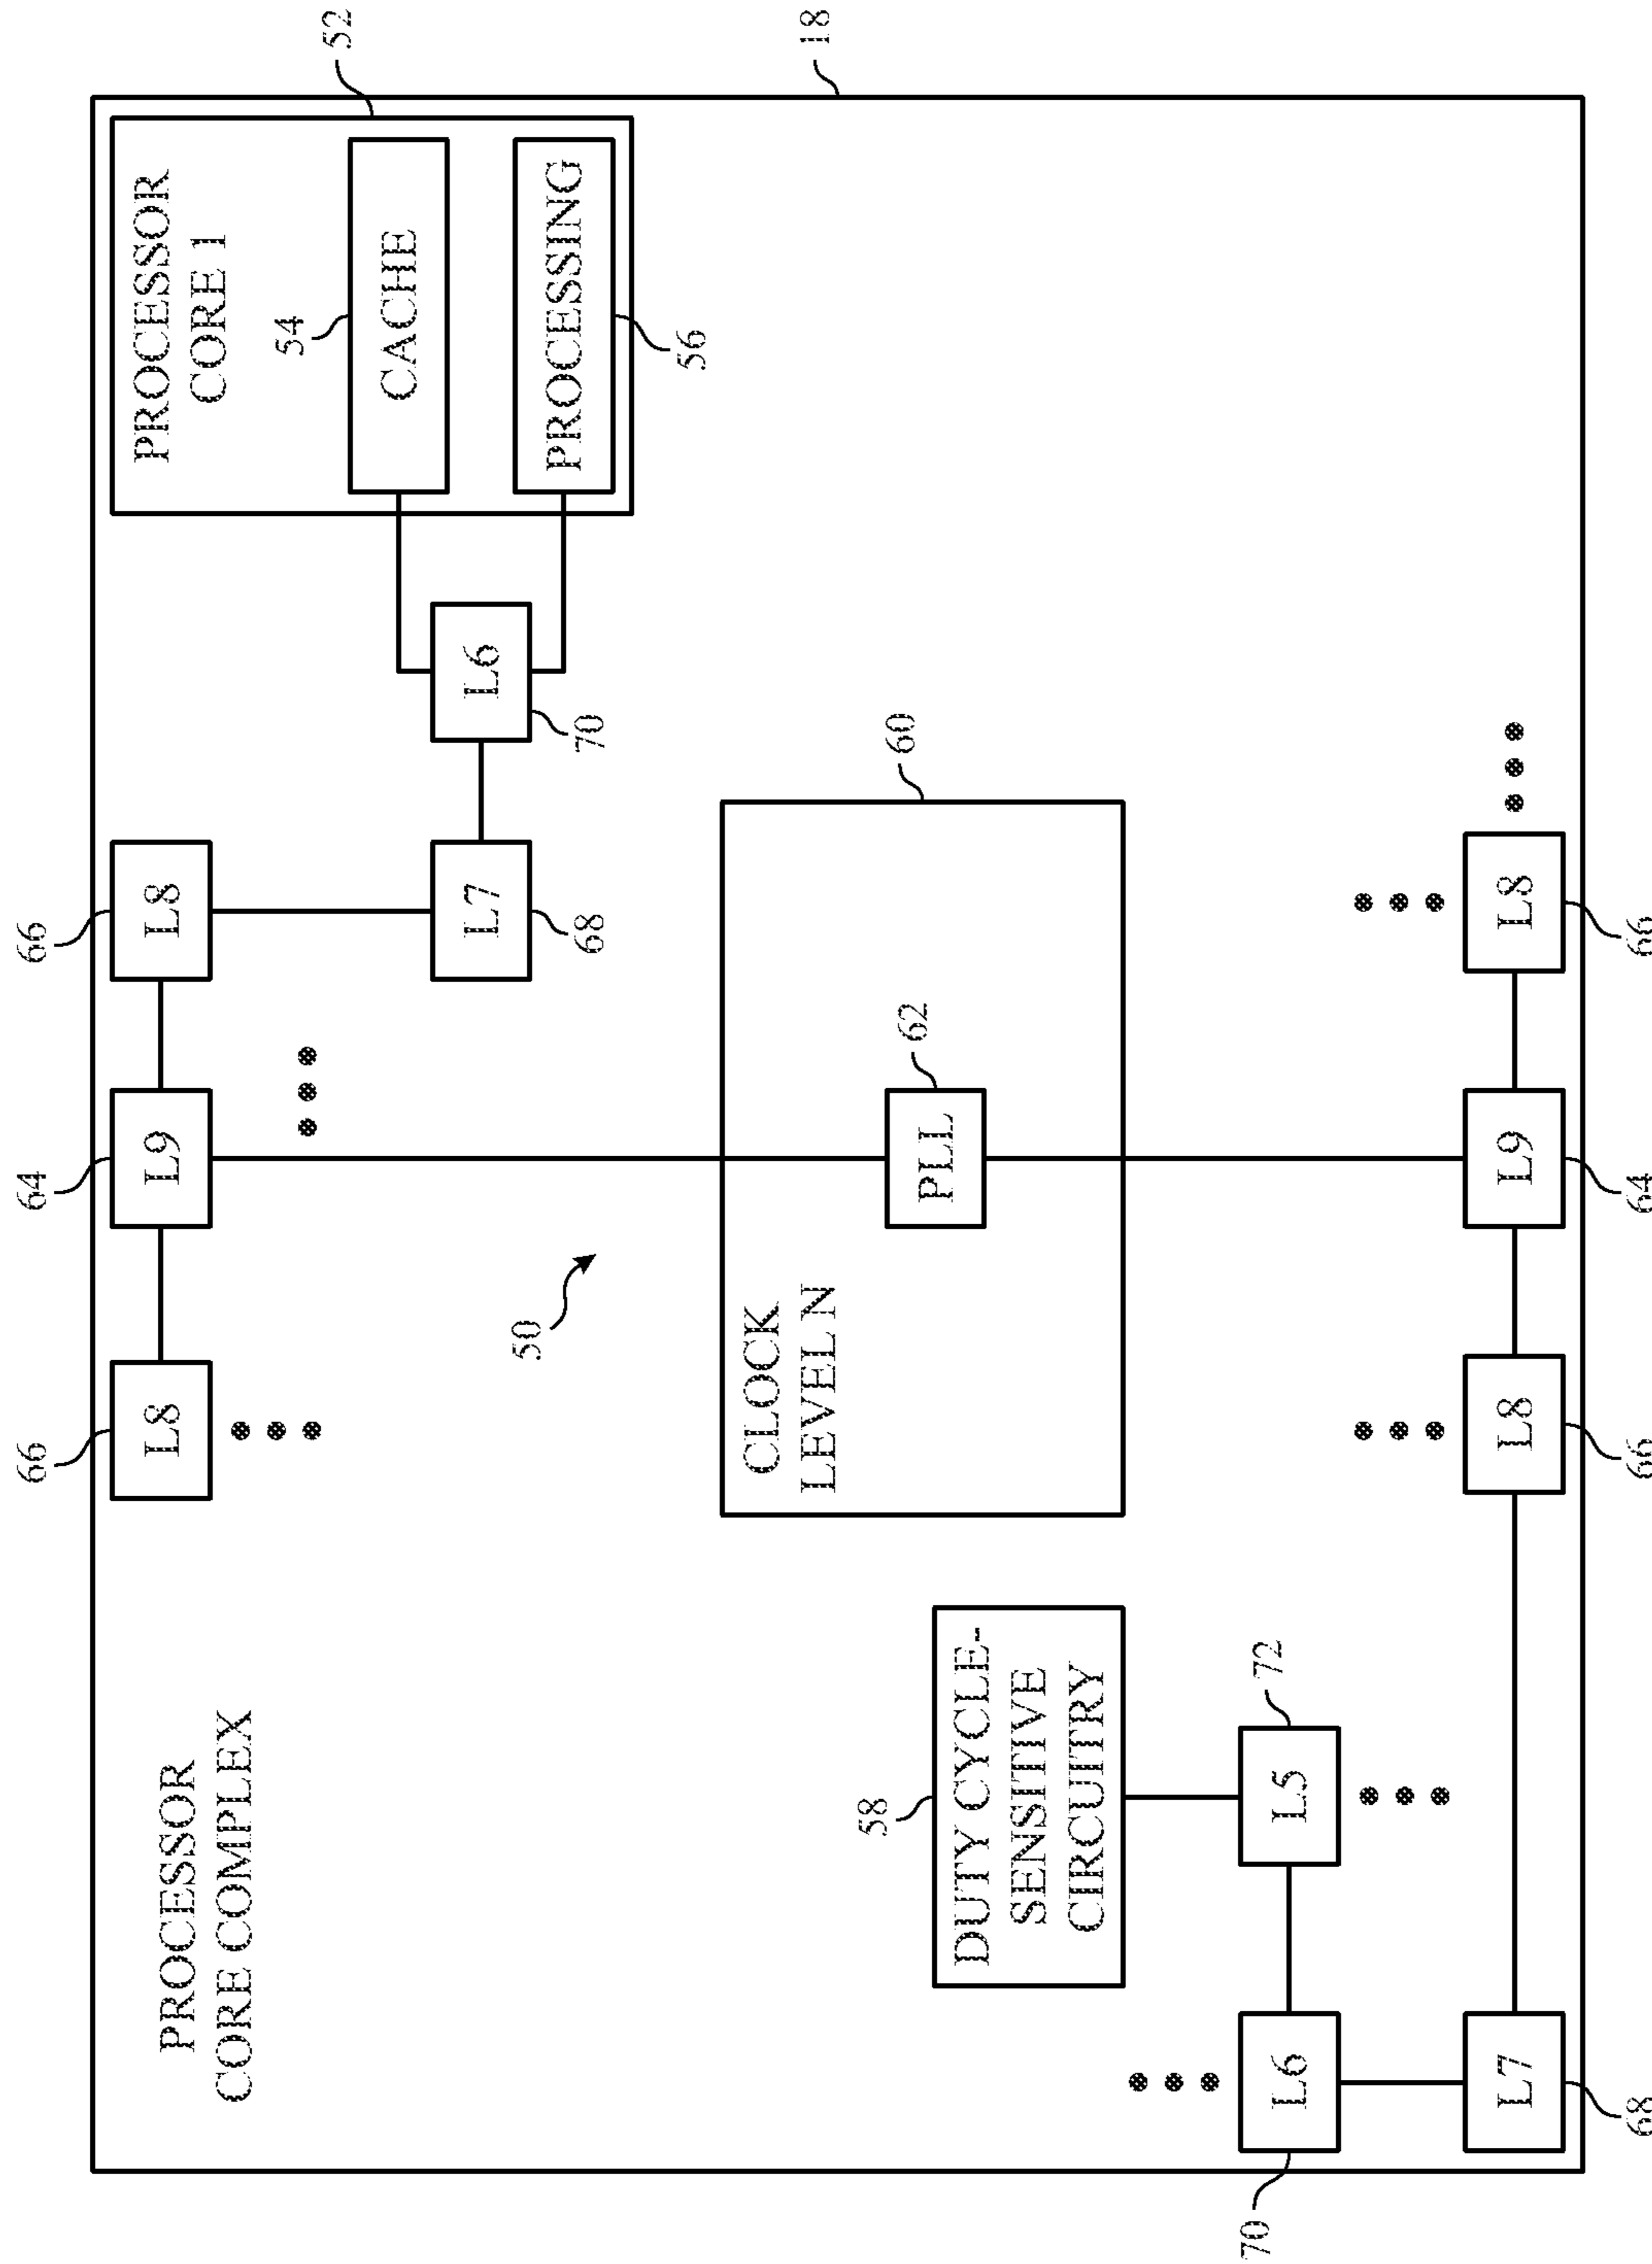 66
64
66
PROCESSOR
CORE COMPLEX
L8
L9
L8
PROCESSOR
CORE 1
52
54
CACHE
L7
L6
50
PROCESSING
68
70
56
CLOCK
LEVEL N
18
58
60
PLL
62
DUTY CYCLE-
SENSITIVE
CIRCUITRY
70
L6
L5
72
L7
L8
L9
L8
68
66
64
66